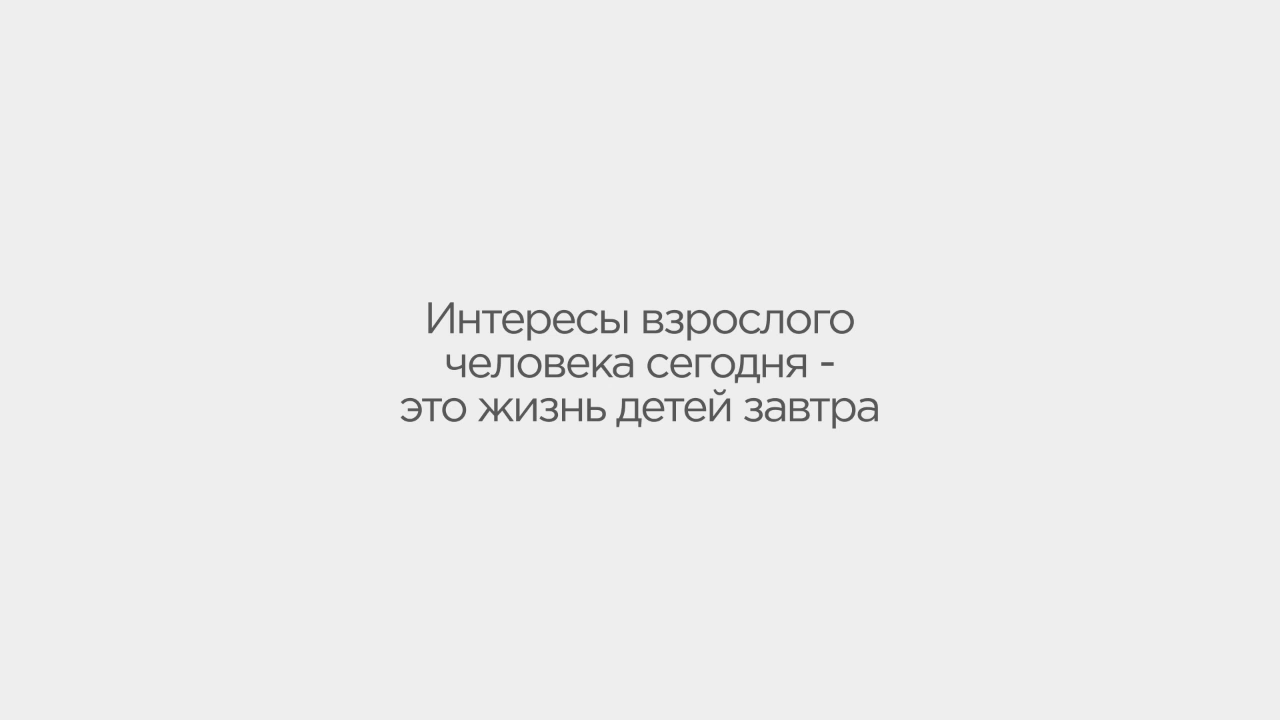 Интересы взрослого
человека сегодня -
это жизнь детей завтра